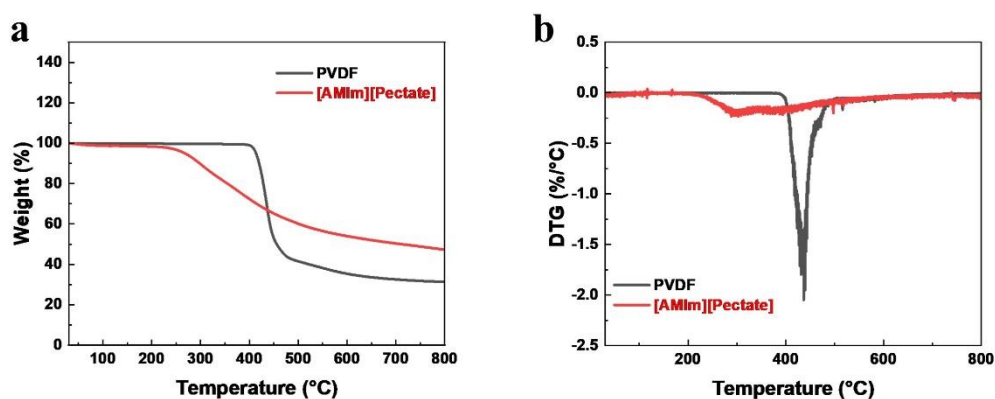 a
140
120
100
80
60
40
20
0
Weight (%)
PVDF
[AMIm][Pectate]
100 200 300 400 500 600 700 800
Temperature (°C)
b
0.5
0.0
-0.5
-1.0
-1.5
-2.0
-2.5
DTG (%/°C)
PVDF
[AMIm][Pectate]
200 400 600 800
Temperature (°C)